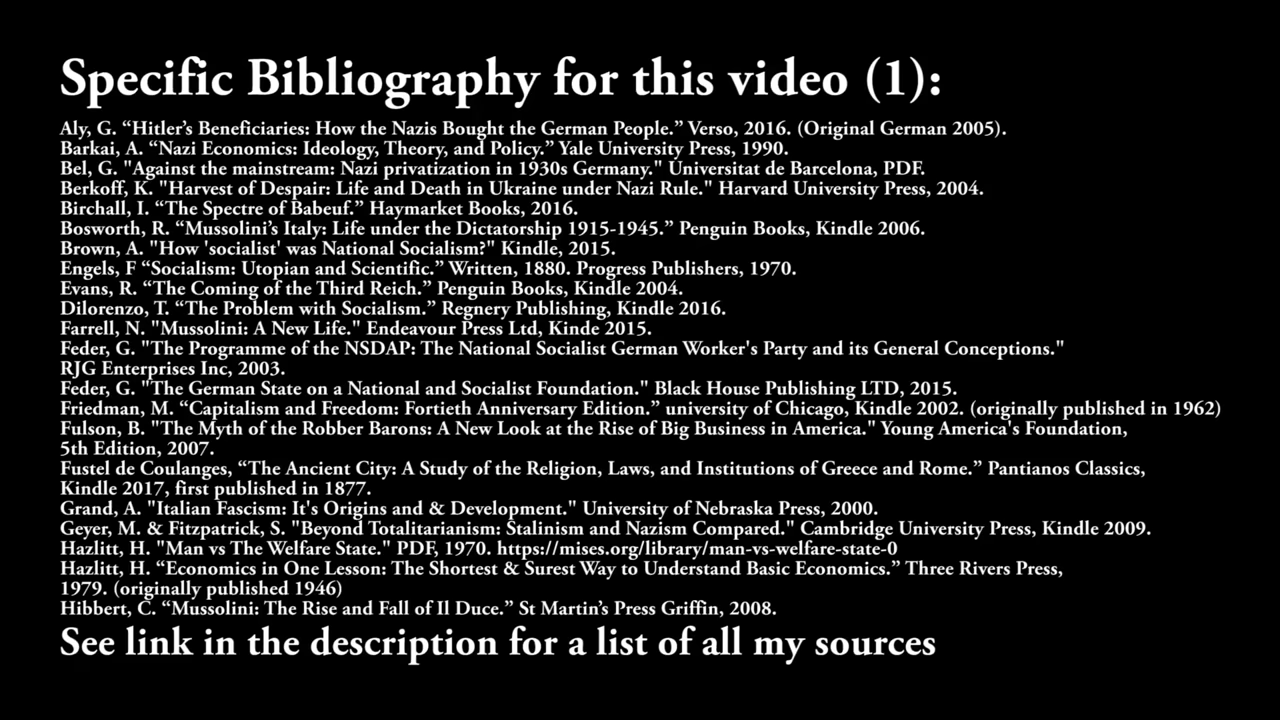 Specific Bibliography for this video (1):
Aly, G. “Hitler’s Beneficiaries: How the Nazis Bought the German People.” Verso, 2016. (Original German 2005).
Barkai, A. “Nazi Economics: Ideology, Theory, and Policy.” Yale University Press, 1990.
Bel, G. "Against the mainstream: Nazi privatization in 1930s Germany." Universitat de Barcelona, PDF.
Berkoff, K. "Harvest of Despair: Life and Death in Ukraine under Nazi Rule." Harvard University Press, 2004.
Birchall, I. “The Spectre of Babeuf.” Haymarket Books, 2016.
Bosworth, R. “Mussolini’s Italy: Life under the Dictatorship 1915-1945.” Penguin Books, Kindle 2006.
Brown, A. "How 'socialist' was National Socialism?" Kindle, 2015.
Engels, F “Socialism: Utopian and Scientific.” Written, 1880. Progress Publishers, 1970.
Evans, R. “The Coming of the Third Reich.” Penguin Books, Kindle 2004.
Dilorenzo, T. “The Problem with Socialism.” Regnery Publishing, Kindle 2016.
Farrell, N. "Mussolini: A New Life." Endeavour Press Ltd, Kinde 2015.
Feder, G. "The Programme of the NSDAP: The National Socialist German Worker's Party and its General Conceptions."
RJG Enterprises Inc, 2003.
Feder, G. "The German State on a National and Socialist Foundation." Black House Publishing LTD, 2015.
Friedman, M. “Capitalism and Freedom: Fortieth Anniversary Edition.” university of Chicago, Kindle 2002. (originally published in 1962)
Fulson, B. "The Myth of the Robber Barons: A New Look at the Rise of Big Business in America." Young America's Foundation,
5th Edition, 2007.
Fustel de Coulanges, “The Ancient City: A Study of the Religion, Laws, and Institutions of Greece and Rome.” Pantianos Classics,
Kindle 2017, first published in 1877.
Grand, A. "Italian Fascism: It's Origins and & Development." University of Nebraska Press, 2000.
Geyer, M. & Fitzpatrick, S. "Beyond Totalitarianism: Stalinism and Nazism Compared." Cambridge University Press, Kindle 2009.
Hazlitt, H. "Man vs The Welfare State." PDF, 1970. https://mises.org/library/man-vs-welfare-state-0
Hazlitt, H. “Economics in One Lesson: The Shortest & Surest Way to Understand Basic Economics.” Three Rivers Press,
1979. (originally published 1946)
Hibbert, C. “Mussolini: The Rise and Fall of Il Duce.” St Martin’s Press Griffin, 2008.
See link in the description for a list of all my sources